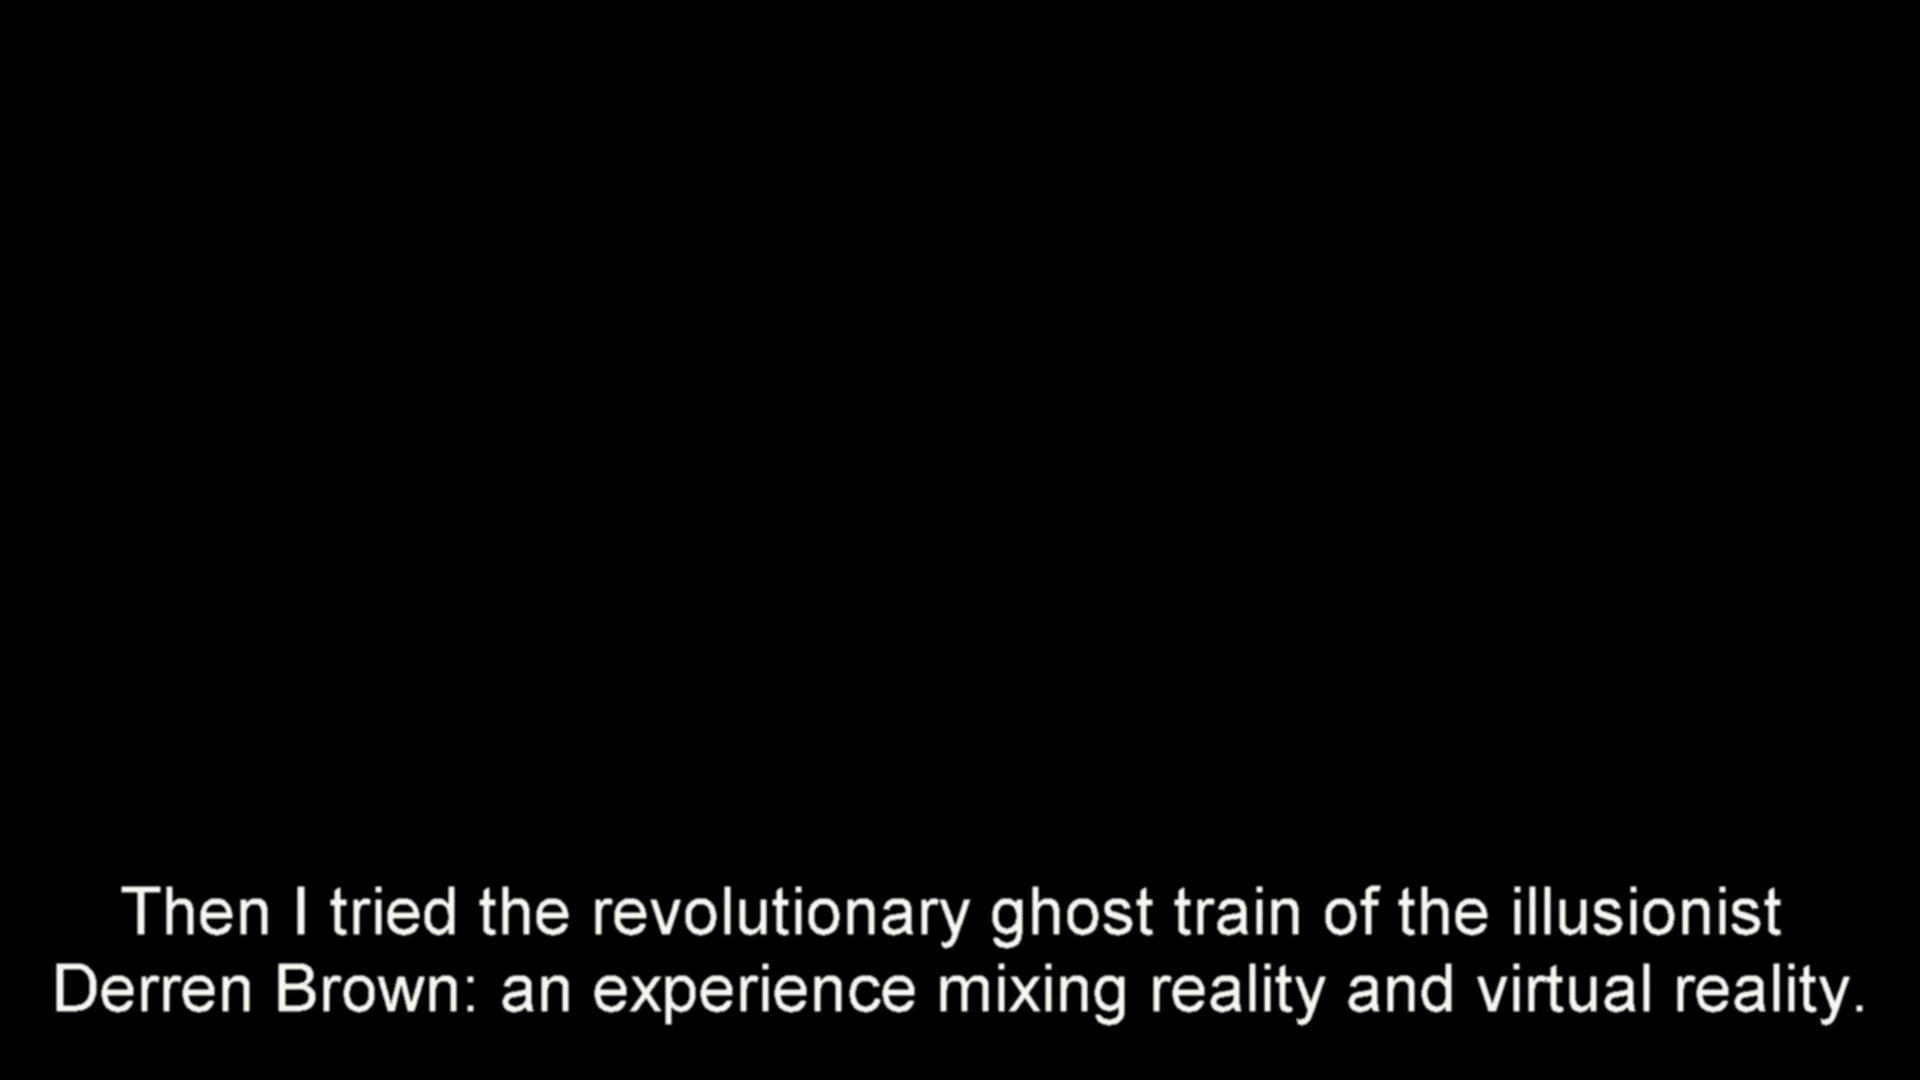 Then I tried the revolutionary ghost train of the illusionist
Derren Brown: an experience mixing reality and virtual reality.